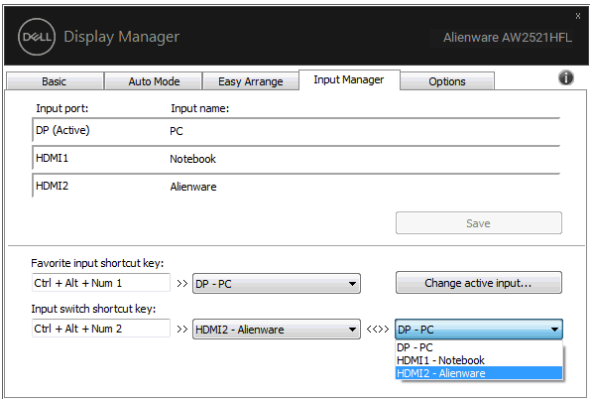 x
DELL Display Manager Alienware AW2521HFL
Basic Auto Mode Easy Arrange Input Manager Options i
Input port: Input name:
DP (Active) PC
HDMI1 Notebook
HDMI2 Alienware
Save
Favorite input shortcut key:
Ctrl + Alt + Num 1 >> DP - PC Change active input...
Input switch shortcut key:
Ctrl + Alt + Num 2 >> HDMI2 - Alienware <<>> DP - PC
DP - PC
HDMI1 - Notebook
HDMI2 - Alienware